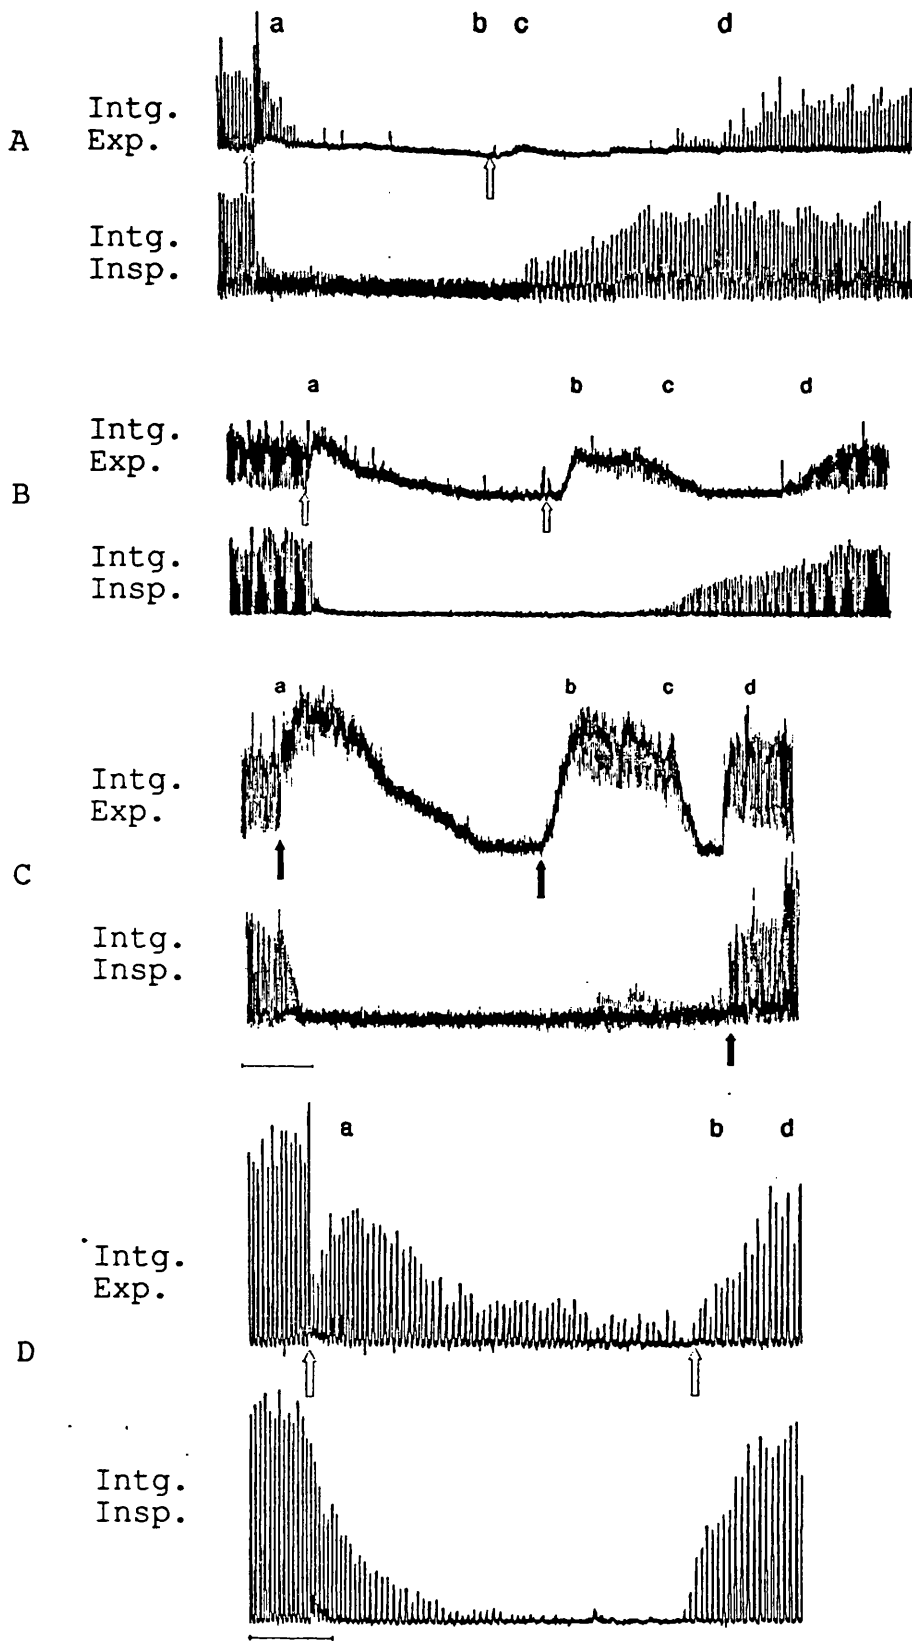 a b c d
A
Intg.
Exp.
Intg.
Insp.
a b c d
B
Intg.
Exp.
Intg.
Insp.
a b c d
C
Intg.
Exp.
Intg.
Insp.
a b d
D
Intg.
Exp.
Intg.
Insp.